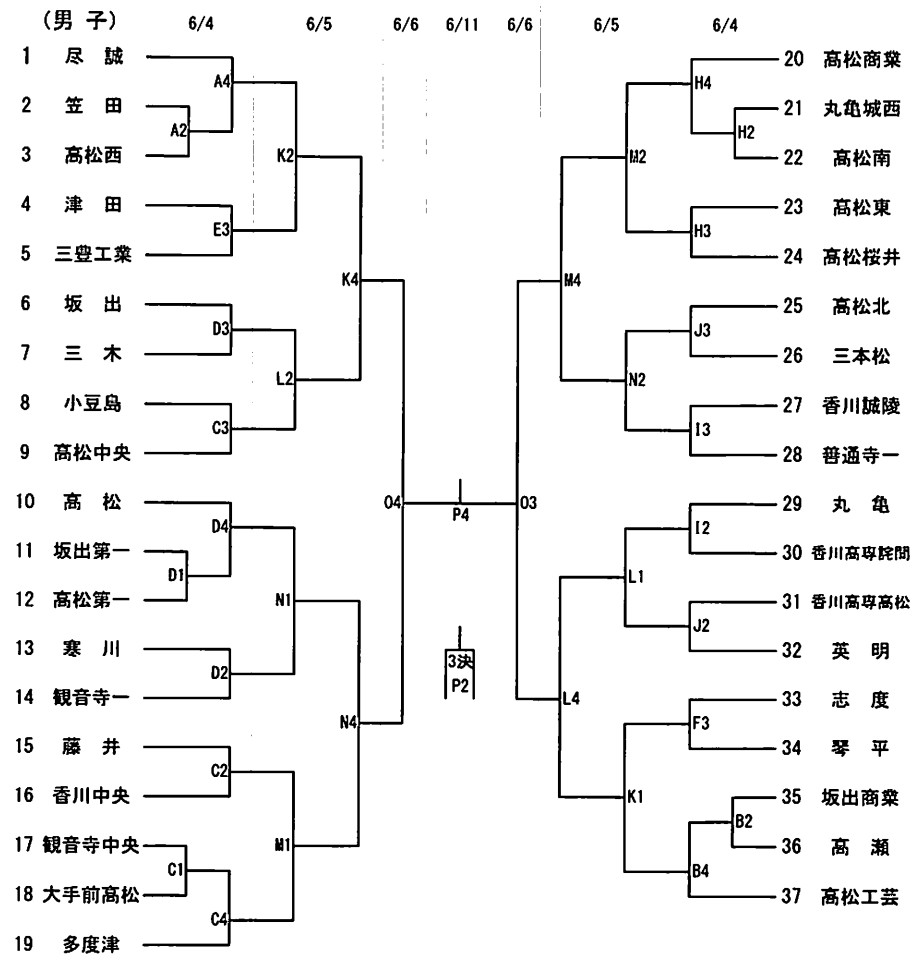 (男 子) 6/4 6/5 6/6 6/11 6/6 6/5 6/4
1 尽 誠
2 笠 田
3 高松西
4 津 田
5 三豊工業
6 坂 出
7 三 木
8 小豆島
9 高松中央
10 高 松
11 坂出第一
12 高松第一
13 寒 川
14 観音寺一
15 藤 井
16 香川中央
17 観音寺中央
18 大手前高松
19 多度津
A4
A2
K2
E3
K4
D3
L2
C3
O4
D4
D1
N1
D2
N4
C2
M1
C1
C4
P4
3決
P2
20 高松商業
21 丸亀城西
22 高松南
23 高松東
24 高松桜井
25 高松北
26 三本松
27 香川誠陵
28 善通寺一
29 丸 亀
30 香川高専詫間
31 香川高専高松
32 英 明
33 志 度
34 琴 平
35 坂出商業
36 高 瀬
37 高松工芸
H4
H2
M2
H3
M4
J3
N2
I3
O3
I2
L1
J2
L4
F3
K1
B2
B4